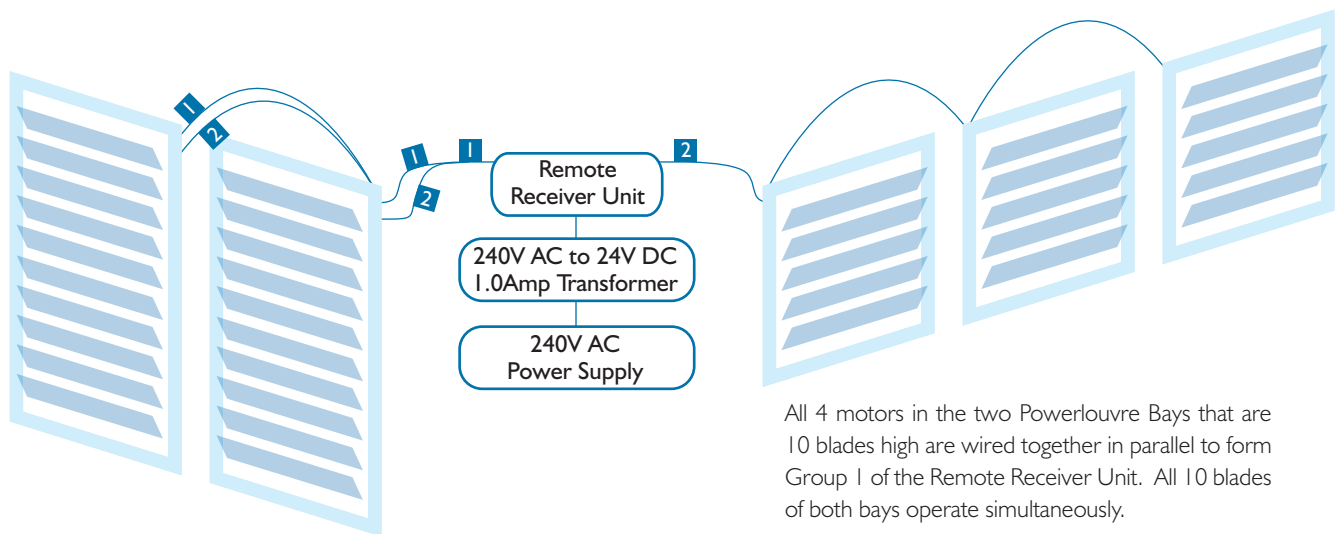 1
2
1
2
1
2
Remote
Receiver Unit
240V AC to 24V DC
1.0Amp Transformer
240V AC
Power Supply
All 4 motors in the two Powerlouvre Bays that are
10 blades high are wired together in parallel to form
Group 1 of the Remote Receiver Unit. All 10 blades
of both bays operate simultaneously.